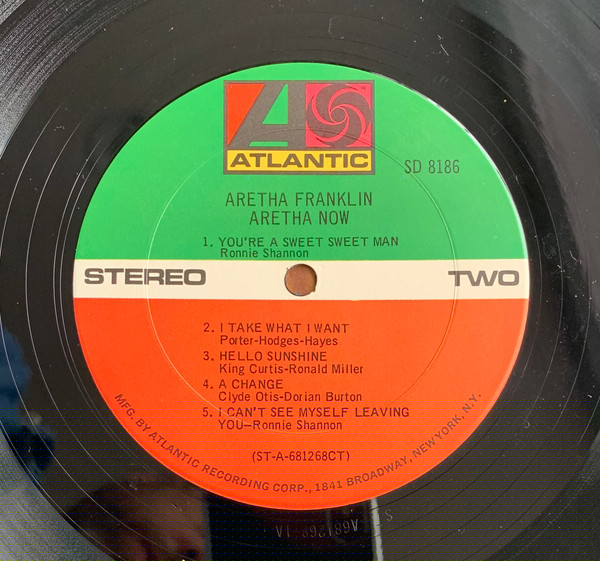 ATLANTIC
SD 8186
ARETHA FRANKLIN
ARETHA NOW
1. YOU'RE A SWEET SWEET MAN
Ronnie Shannon
STEREO
TWO
2. I TAKE WHAT I WANT
Porter-Hodges-Hayes
3. HELLO SUNSHINE
King Curtis-Ronald Miller
4. A CHANGE
Clyde Otis-Dorian Burton
5. I CAN'T SEE MYSELF LEAVING
YOU—Ronnie Shannon
(ST-A-681268CT)
MFG. BY ATLANTIC RECORDING CORP., 1841 BROADWAY, NEW YORK, N.Y.